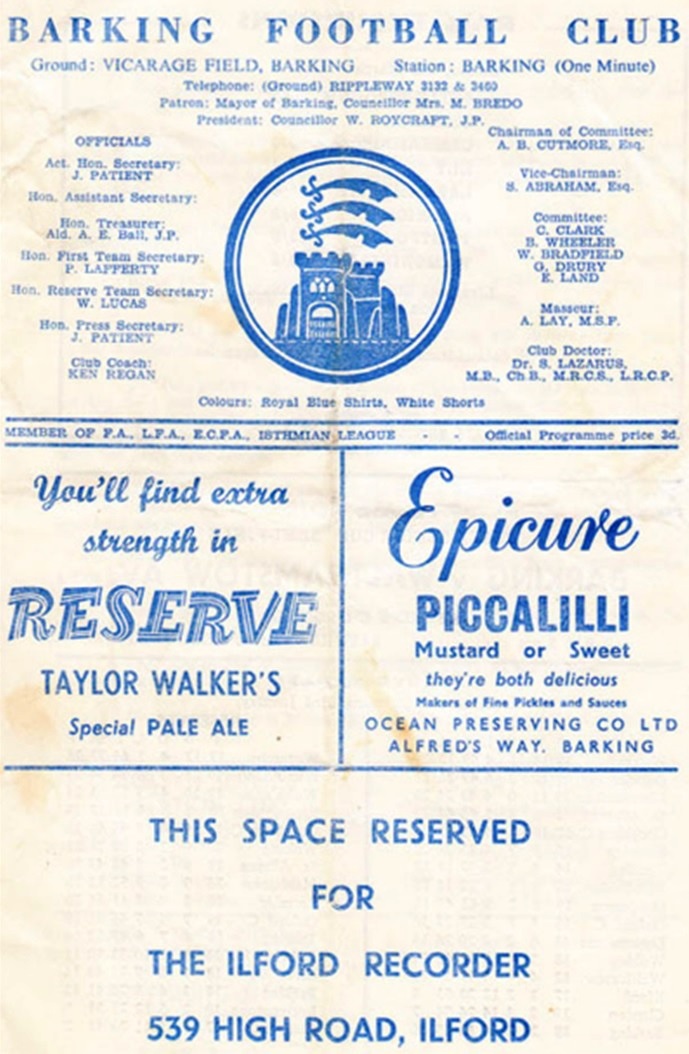 BARKING FOOTBALL CLUB
Ground: VICARAGE FIELD, BARKING Station: BARKING (One Minute)
Telephone: (Ground) RIPPLEWAY 3132 & 3460
Patron: Mayor of Barking, Councillor Mrs. M. BREDO
President: Councillor W. ROYCRAFT, J.P.
OFFICIALS
Act. Hon. Secretary:
J. PATIENT
Hon. Assistant Secretary:
Hon. Treasurer:
Ald. A. E. Ball, J.P.
Hon. First Team Secretary:
P. LAFFERTY
Hon. Reserve Team Secretary:
W. LUCAS
Hon. Press Secretary:
J. PATIENT
Club Coach:
KEN REGAN
Chairman of Committee:
A. B. CUTMORE, Esq.
Vice-Chairman:
S. ABRAHAM, Esq.
Committee:
C. CLARK
B. WHEELER
W. BRADFIELD
G. DRURY
E. LAND
Masseur:
A. LAY, M.S.F.
Club Doctor:
Dr. S. LAZARUS,
M.B., Ch.B., M.R.C.S., L.R.C.P.
Colours: Royal Blue Shirts, White Shorts
MEMBER OF F.A., L.F.A., E.C.F.A., ISTHMIAN LEAGUE - - Official Programme price 3d.
You'll find extra
strength in
RESERVE
TAYLOR WALKER'S
Special PALE ALE
Epicure
PICCALILLI
Mustard or Sweet
they're both delicious
Makers of Fine Pickles and Sauces
OCEAN PRESERVING CO LTD
ALFRED'S WAY. BARKING
THIS SPACE RESERVED
FOR
THE ILFORD RECORDER
539 HIGH ROAD, ILFORD